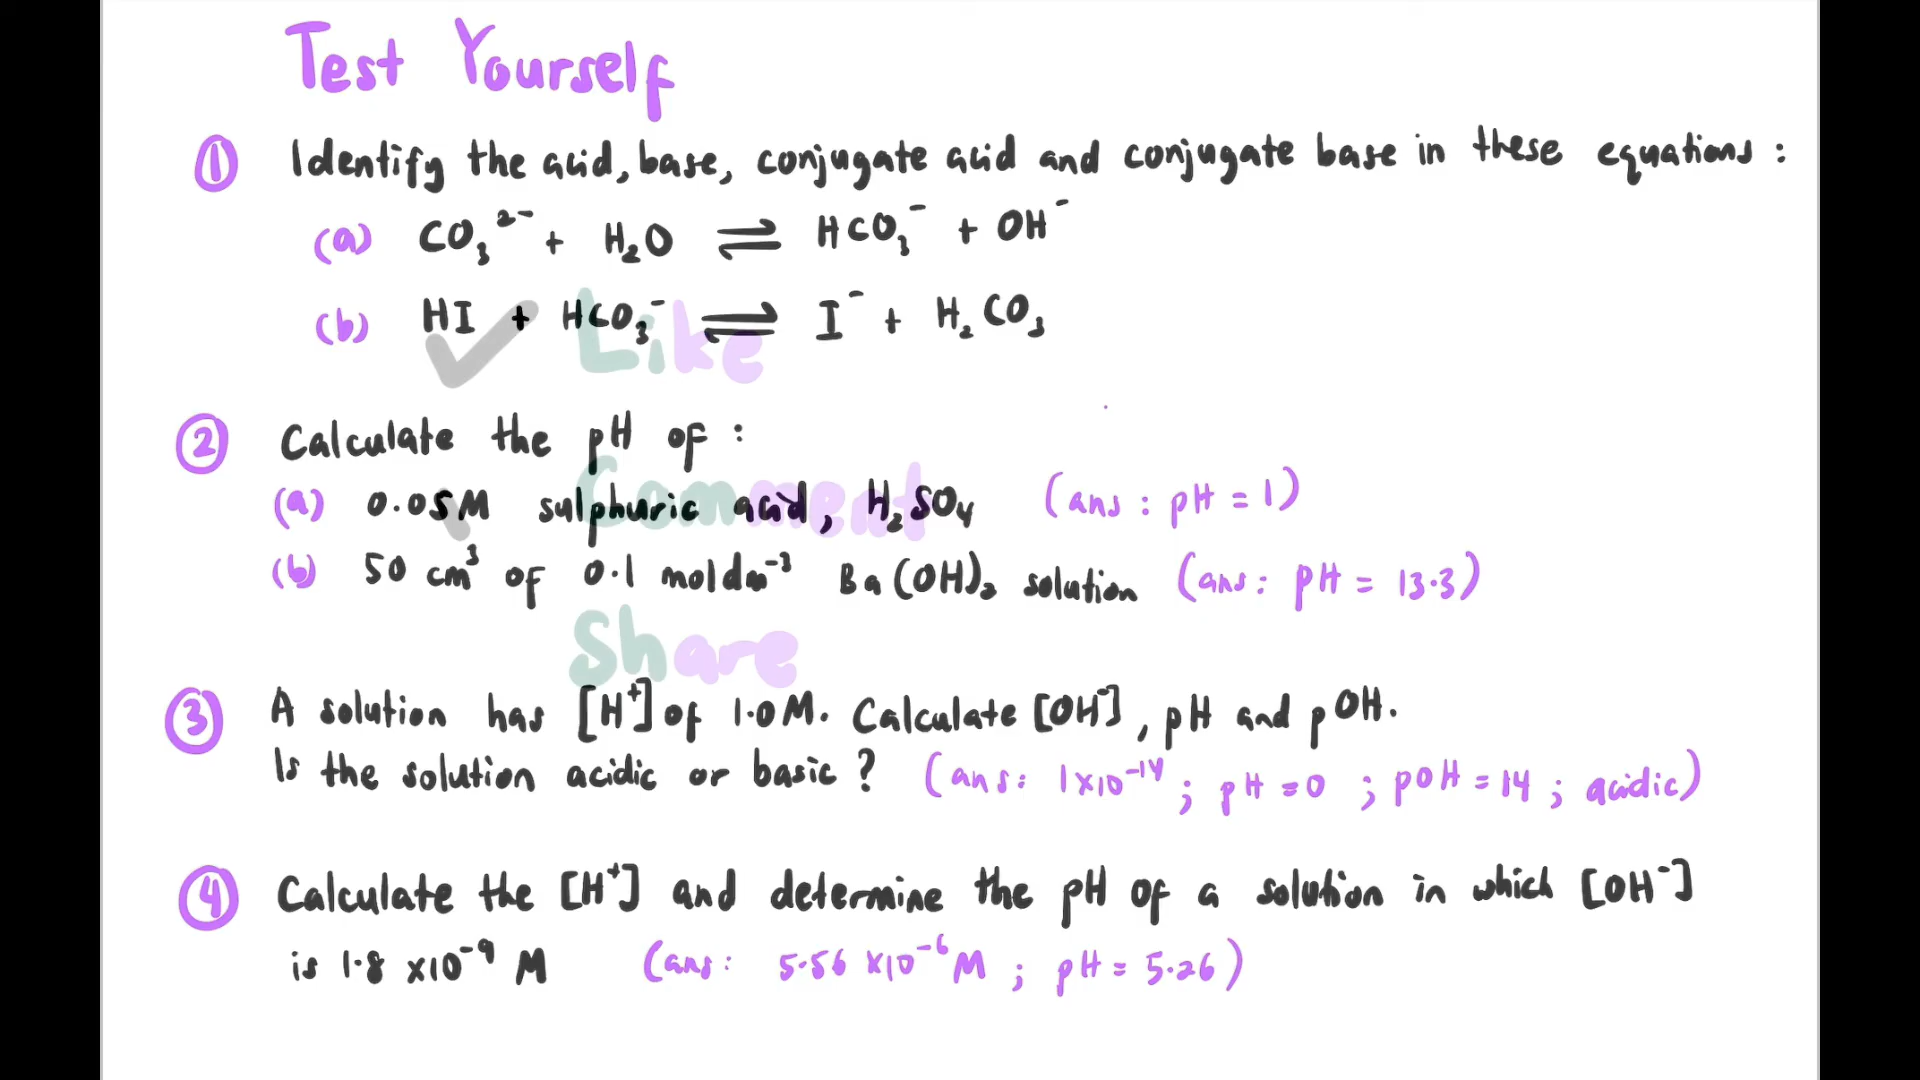 Test Yourself
① Identify the acid, base, conjugate acid and conjugate base in these equations :
(a) CO₃²⁻ + H₂O ⇌ HCO₃⁻ + OH⁻
(b) HI + HCO₃⁻ ⇌ I⁻ + H₂CO₃
Like
② Calculate the pH of :
(a) 0.05M sulphuric acid, H₂SO₄ (ans : pH = 1)
Comment
(b) 50 cm³ of 0.1 moldm⁻³ Ba(OH)₂ solution (ans: pH = 13.3)
Share
③ A solution has [H⁺] of 1.0M. Calculate [OH⁻], pH and pOH.
Is the solution acidic or basic ? (ans: 1x10⁻¹⁴ ; pH = 0 ; pOH = 14 ; acidic)
④ Calculate the [H⁺] and determine the pH of a solution in which [OH⁻]
is 1.8 x10⁻⁹ M (ans: 5.56 x10⁻⁶ M ; pH = 5.26)